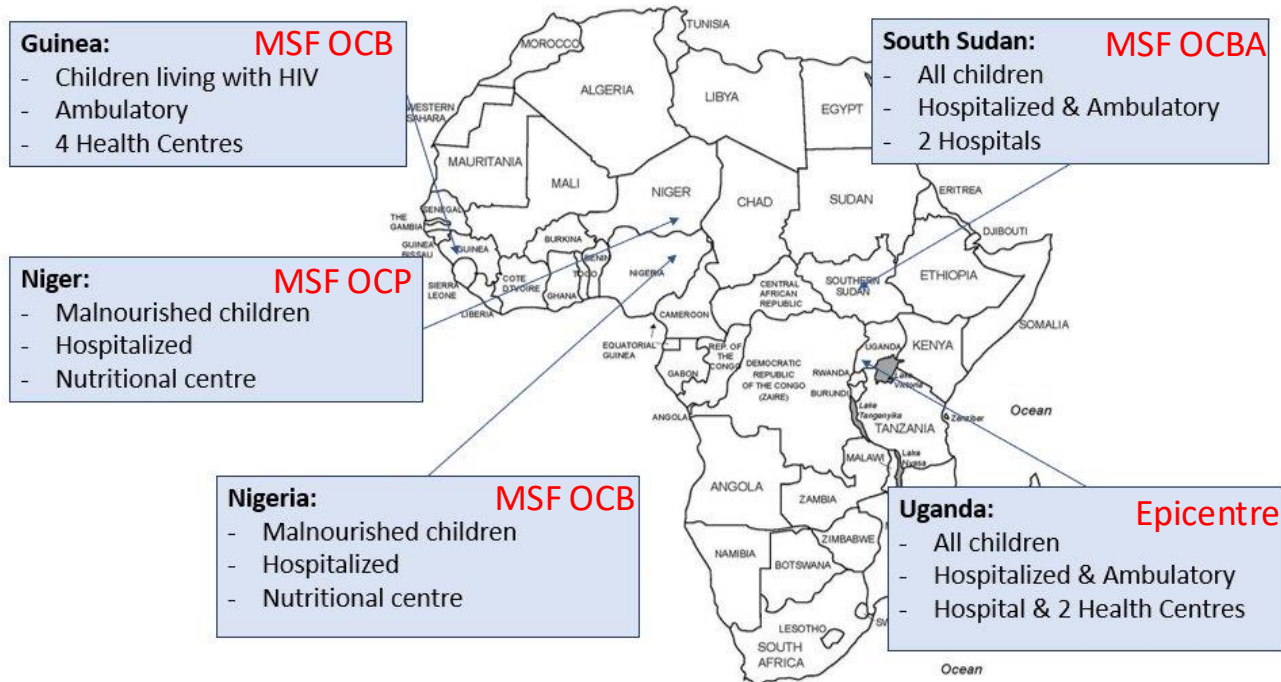 Guinea: MSF OCB
- Children living with HIV
- Ambulatory
- 4 Health Centres
South Sudan: MSF OCBA
- All children
- Hospitalized & Ambulatory
- 2 Hospitals
Niger: MSF OCP
- Malnourished children
- Hospitalized
- Nutritional centre
Nigeria: MSF OCB
- Malnourished children
- Hospitalized
- Nutritional centre
Uganda: Epicentre
- All children
- Hospitalized & Ambulatory
- Hospital & 2 Health Centres
TUNISIA
MOROCCO
ALGERIA
LIBYA
EGYPT
WESTERN
SAHARA
MAURITANIA
MALI
NIGER
CHAD
SUDAN
ERITREA
DJIBOUTI
SENEGAL
THE
GAMBIA
GUINEA
BISSAU
GUINEA
SIERRA
LEONE
LIBERIA
COTE
D'IVOIRE
BURKINA
GHANA
TOGO
BENIN
NIGERIA
CAMEROON
EQUATORIAL
GUINEA
CENTRAL
AFRICAN
REPUBLIC
SOUTHERN
SUDAN
ETHIOPIA
SOMALIA
UGANDA
KENYA
GABON
REP. OF
THE
CONGO
DEMOCRATIC
REPUBLIC
OF THE CONGO
(ZAIRE)
RWANDA
BURUNDI
Lake
Victoria
Lake
Tanganyika
TANZANIA
Zanzibar
Ocean
ANGOLA
ANGOLA
ZAMBIA
MALAWI
Lake
Nyasa
ZIMBABWE
NAMIBIA
BOTSWANA
LESOTHO
SOUTH
AFRICA
Ocean